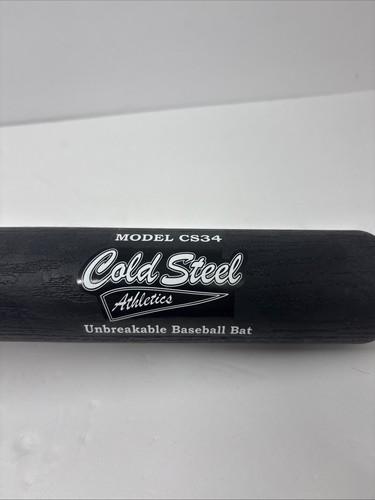 MODEL CS34
Cold Steel
Athletics
Unbreakable Baseball Bat